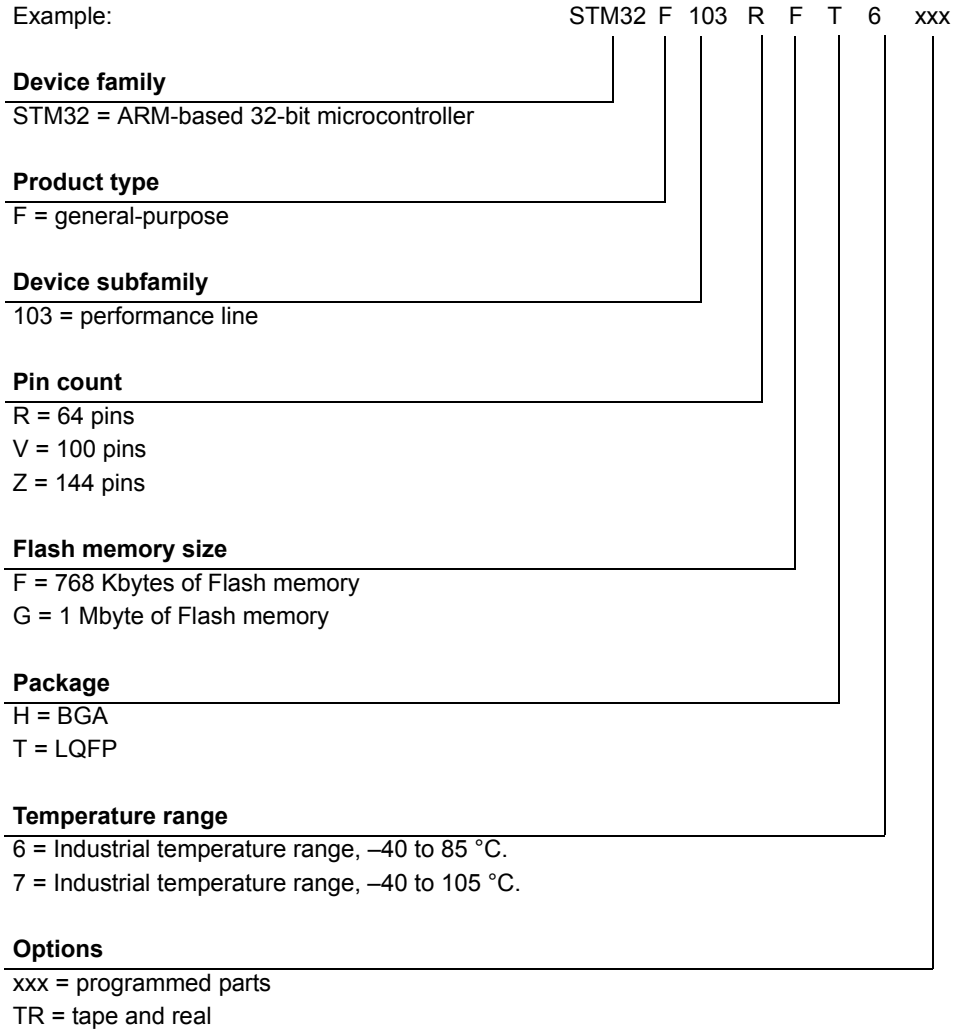 Example: STM32 F 103 R F T 6 xxx
Device family
STM32 = ARM-based 32-bit microcontroller
Product type
F = general-purpose
Device subfamily
103 = performance line
Pin count
R = 64 pins
V = 100 pins
Z = 144 pins
Flash memory size
F = 768 Kbytes of Flash memory
G = 1 Mbyte of Flash memory
Package
H = BGA
T = LQFP
Temperature range
6 = Industrial temperature range, –40 to 85 °C.
7 = Industrial temperature range, –40 to 105 °C.
Options
xxx = programmed parts
TR = tape and real